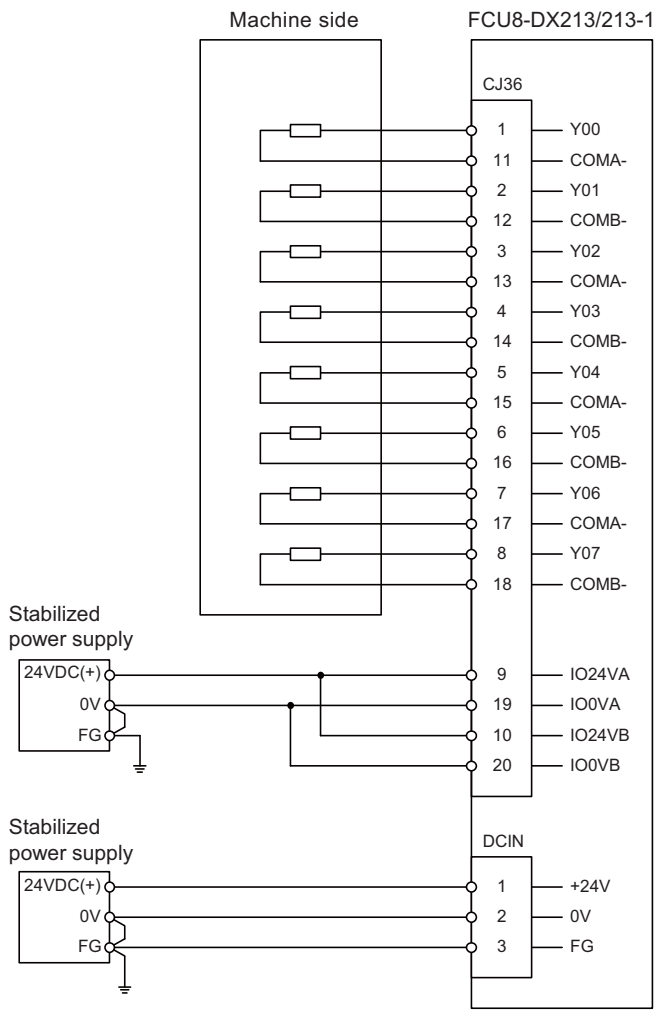 Machine side
FCU8-DX213/213-1
CJ36
1 Y00
11 COMA-
2 Y01
12 COMB-
3 Y02
13 COMA-
4 Y03
14 COMB-
5 Y04
15 COMA-
6 Y05
16 COMB-
7 Y06
17 COMA-
8 Y07
18 COMB-
Stabilized
power supply
24VDC(+) 9 IO24VA
0V 19 IO0VA
FG 10 IO24VB
20 IO0VB
Stabilized
power supply
DCIN
24VDC(+) 1 +24V
0V 2 0V
FG 3 FG